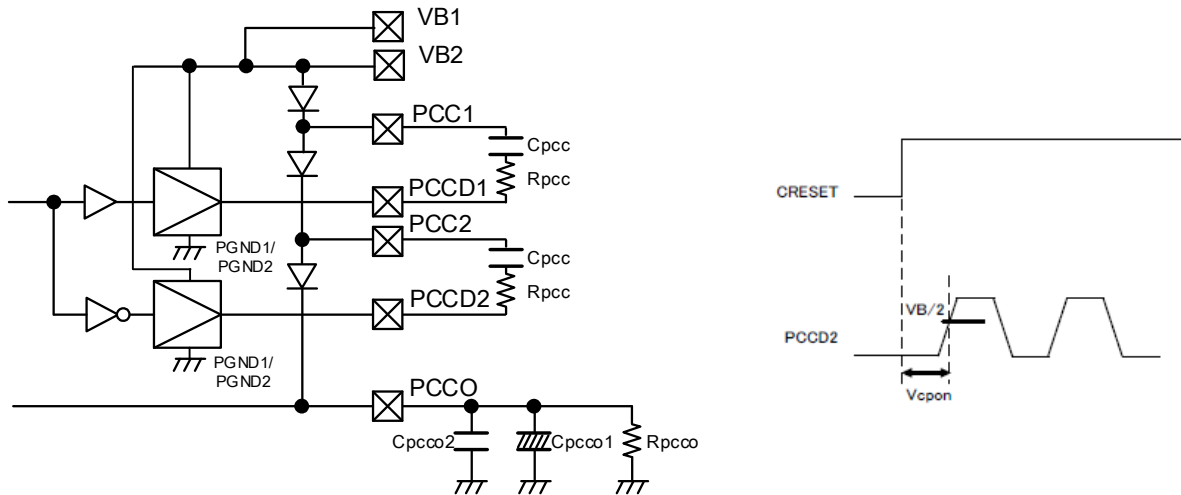 VB1
VB2
PCC1
Cpcc
Rpcc
PCCD1
PGND1/
PGND2
PCC2
Cpcc
Rpcc
PCCD2
PGND1/
PGND2
PCCO
Cpcco2
Cpcco1
Rpcco
CRESET
VB/2
PCCD2
Vcpon